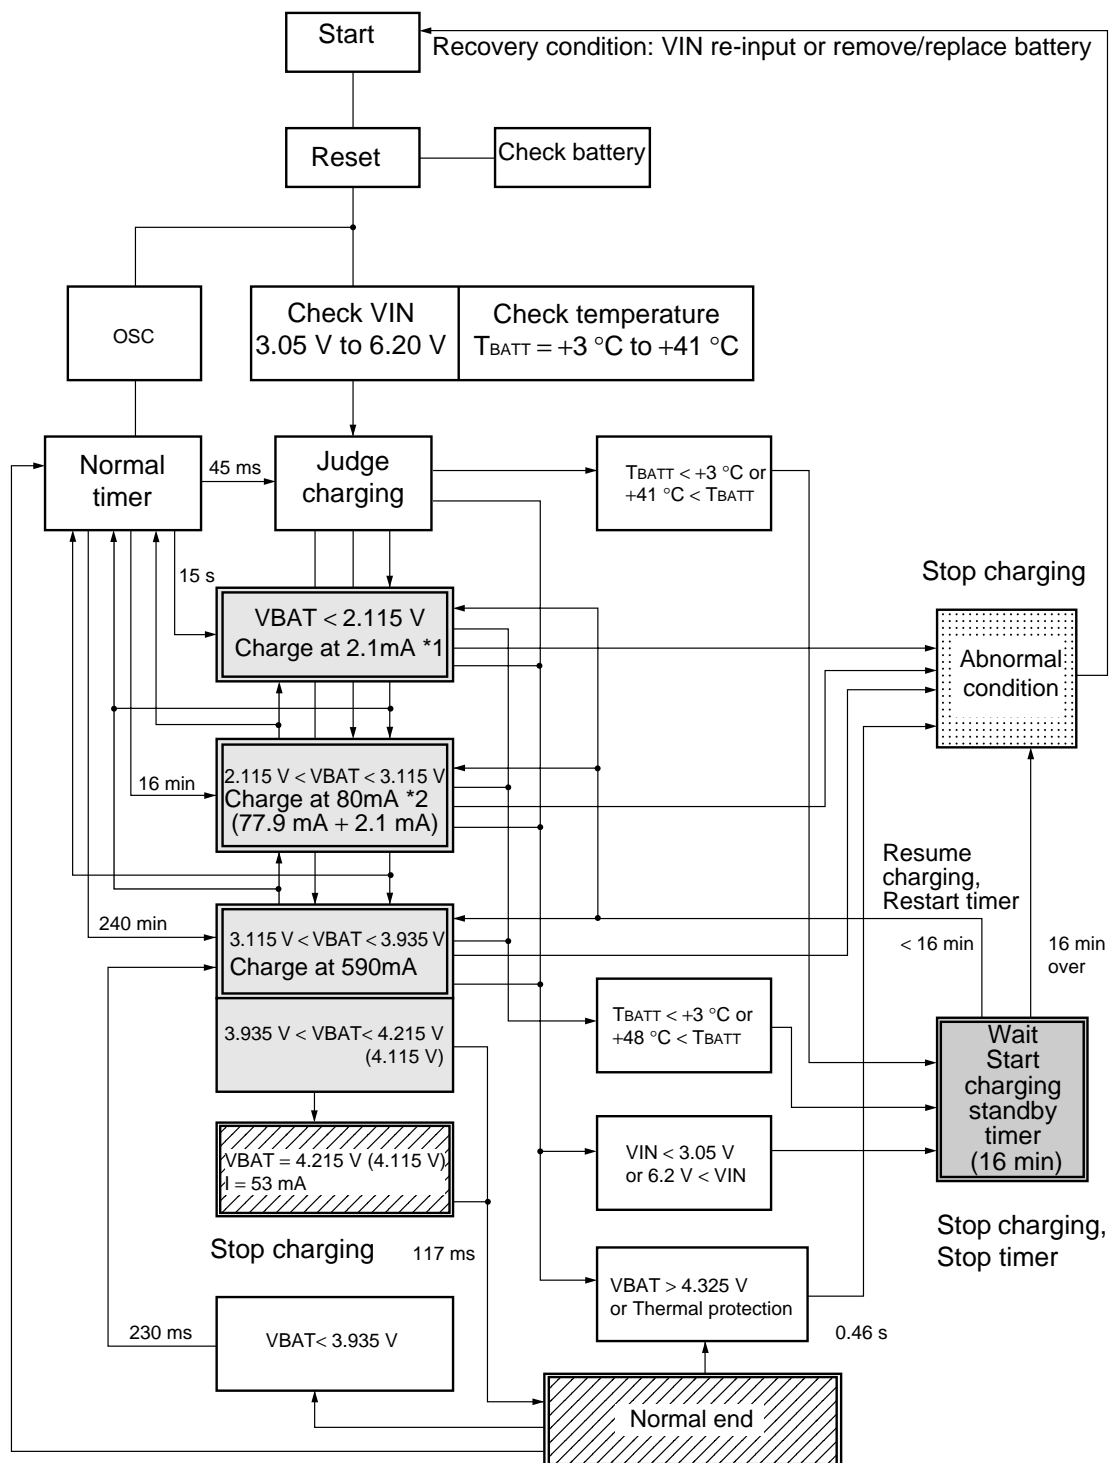 Start
Recovery condition: VIN re-input or remove/replace battery
Reset
Check battery
OSC
Check VIN
3.05 V to 6.20 V
Check temperature
TBATT = +3 °C to +41 °C
Normal
timer
45 ms
Judge
charging
TBATT < +3 °C or
+41 °C < TBATT
15 s
VBAT < 2.115 V
Charge at 2.1mA *1
Stop charging
Abnormal
condition
16 min
2.115 V < VBAT < 3.115 V
Charge at 80mA *2
(77.9 mA + 2.1 mA)
Resume
charging,
Restart timer
< 16 min
16 min
over
240 min
3.115 V < VBAT < 3.935 V
Charge at 590mA
3.935 V < VBAT< 4.215 V
(4.115 V)
TBATT < +3 °C or
+48 °C < TBATT
Wait
Start
charging
standby
timer
(16 min)
VBAT = 4.215 V (4.115 V)
I = 53 mA
VIN < 3.05 V
or 6.2 V < VIN
Stop charging
117 ms
Stop charging,
Stop timer
VBAT > 4.325 V
or Thermal protection
0.46 s
230 ms
VBAT< 3.935 V
Normal end